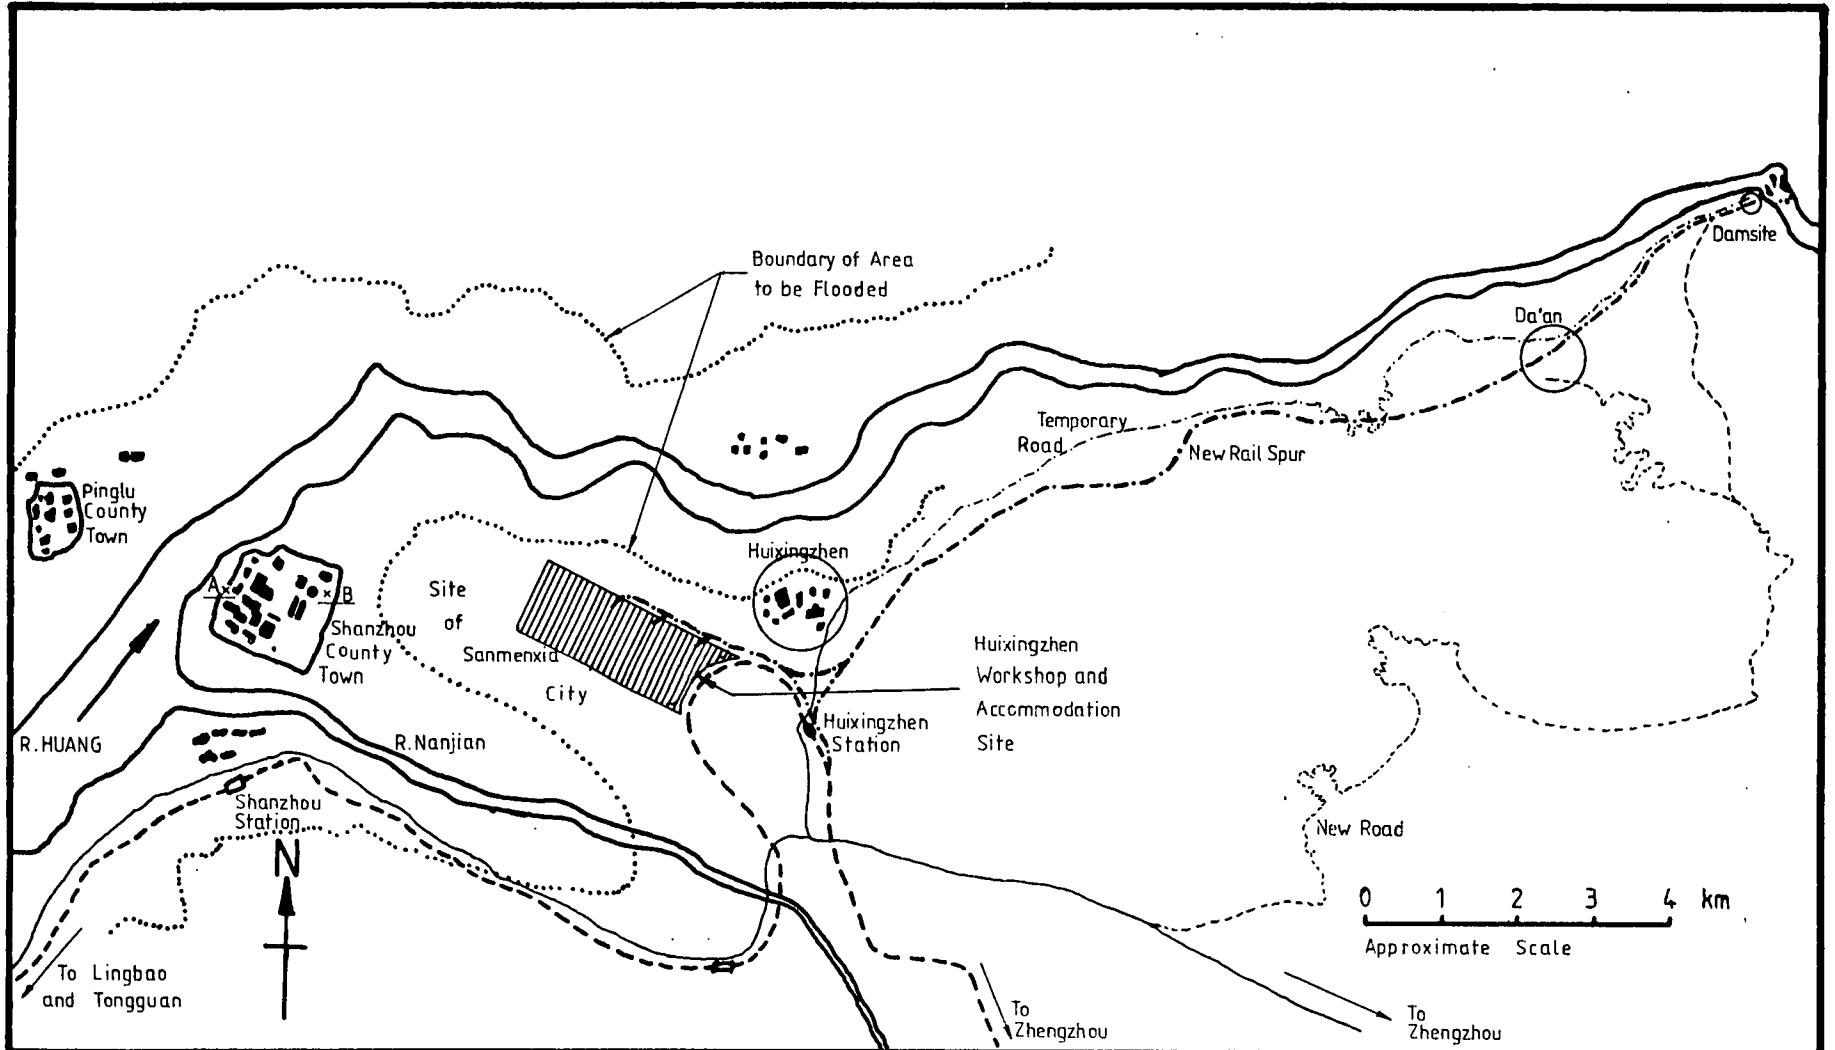 Boundary of Area
to be Flooded
Damsite
Da'an
Temporary
Road
New Rail Spur
Pinglu
County
Town
Huixingzhen
A
B
Site
of
Sanmenxia
City
Shanzhou
County
Town
Huixingzhen
Workshop and
Accommodation
Site
Huixingzhen
Station
R.HUANG
R.Nanjian
Shanzhou
Station
New Road
N
0 1 2 3 4 km
Approximate Scale
To Lingbao
and Tongguan
To
Zhengzhou
To
Zhengzhou